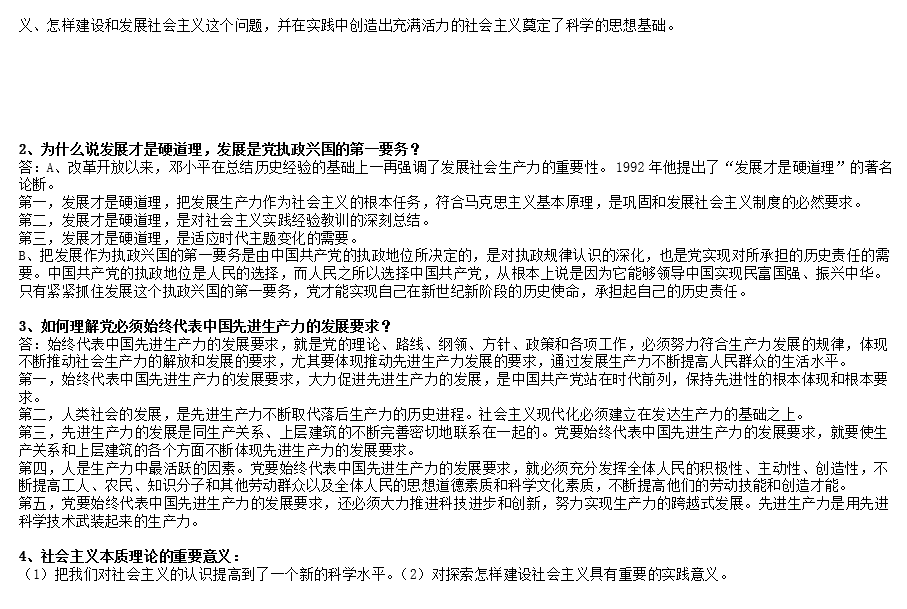 义、怎样建设和发展社会主义这个问题，并在实践中创造出充满活力的社会主义奠定了科学的思想基础。
2、为什么说发展才是硬道理，发展是党执政兴国的第一要务？
答：A、改革开放以来，邓小平在总结历史经验的基础上一再强调了发展社会生产力的重要性。1992 年他提出了“发展才是硬道理”的著名
论断。
第一，发展才是硬道理，把发展生产力作为社会主义的根本任务，符合马克思主义基本原理，是巩固和发展社会主义制度的必然要求。
第二，发展才是硬道理，是对社会主义实践经验教训的深刻总结。
第三，发展才是硬道理，是适应时代主题变化的需要。
B、把发展作为执政兴国的第一要务是由中国共产党的执政地位所决定的，是对执政规律认识的深化，也是党实现对所承担的历史责任的需
要。中国共产党的执政地位是人民的选择，而人民之所以选择中国共产党，从根本上说是因为它能够领导中国实现民富国强、振兴中华。
只有紧紧抓住发展这个执政兴国的第一要务，党才能实现自己在新世纪新阶段的历史使命，承担起自己的历史责任。
3、如何理解党必须始终代表中国先进生产力的发展要求？
答：始终代表中国先进生产力的发展要求，就是党的理论、路线、纲领、方针、政策和各项工作，必须努力符合生产力发展的规律，体现
不断推动社会生产力的解放和发展的要求，尤其要体现推动先进生产力发展的要求，通过发展生产力不断提高人民群众的生活水平。
第一，始终代表中国先进生产力的发展要求，大力促进先进生产力的发展，是中国共产党站在时代前列，保持先进性的根本体现和根本要
求。
第二，人类社会的发展，是先进生产力不断取代落后生产力的历史进程。社会主义现代化必须建立在发达生产力的基础之上。
第三，先进生产力的发展是同生产关系、上层建筑的不断完善密切地联系在一起的。党要始终代表中国先进生产力的发展要求，就要使生
产关系和上层建筑的各个方面不断体现先进生产力的发展要求。
第四，人是生产力中最活跃的因素。党要始终代表中国先进生产力的发展要求，就必须充分发挥全体人民的积极性、主动性、创造性，不
断提高工人、农民、知识分子和其他劳动群众以及全体人民的思想道德素质和科学文化素质，不断提高他们的劳动技能和创造才能。
第五，党要始终代表中国先进生产力的发展要求，还必须大力推进科技进步和创新，努力实现生产力的跨越式发展。先进生产力是用先进
科学技术武装起来的生产力。
4、社会主义本质理论的重要意义：
（1）把我们对社会主义的认识提高到了一个新的科学水平。（2）对探索怎样建设社会主义具有重要的实践意义。